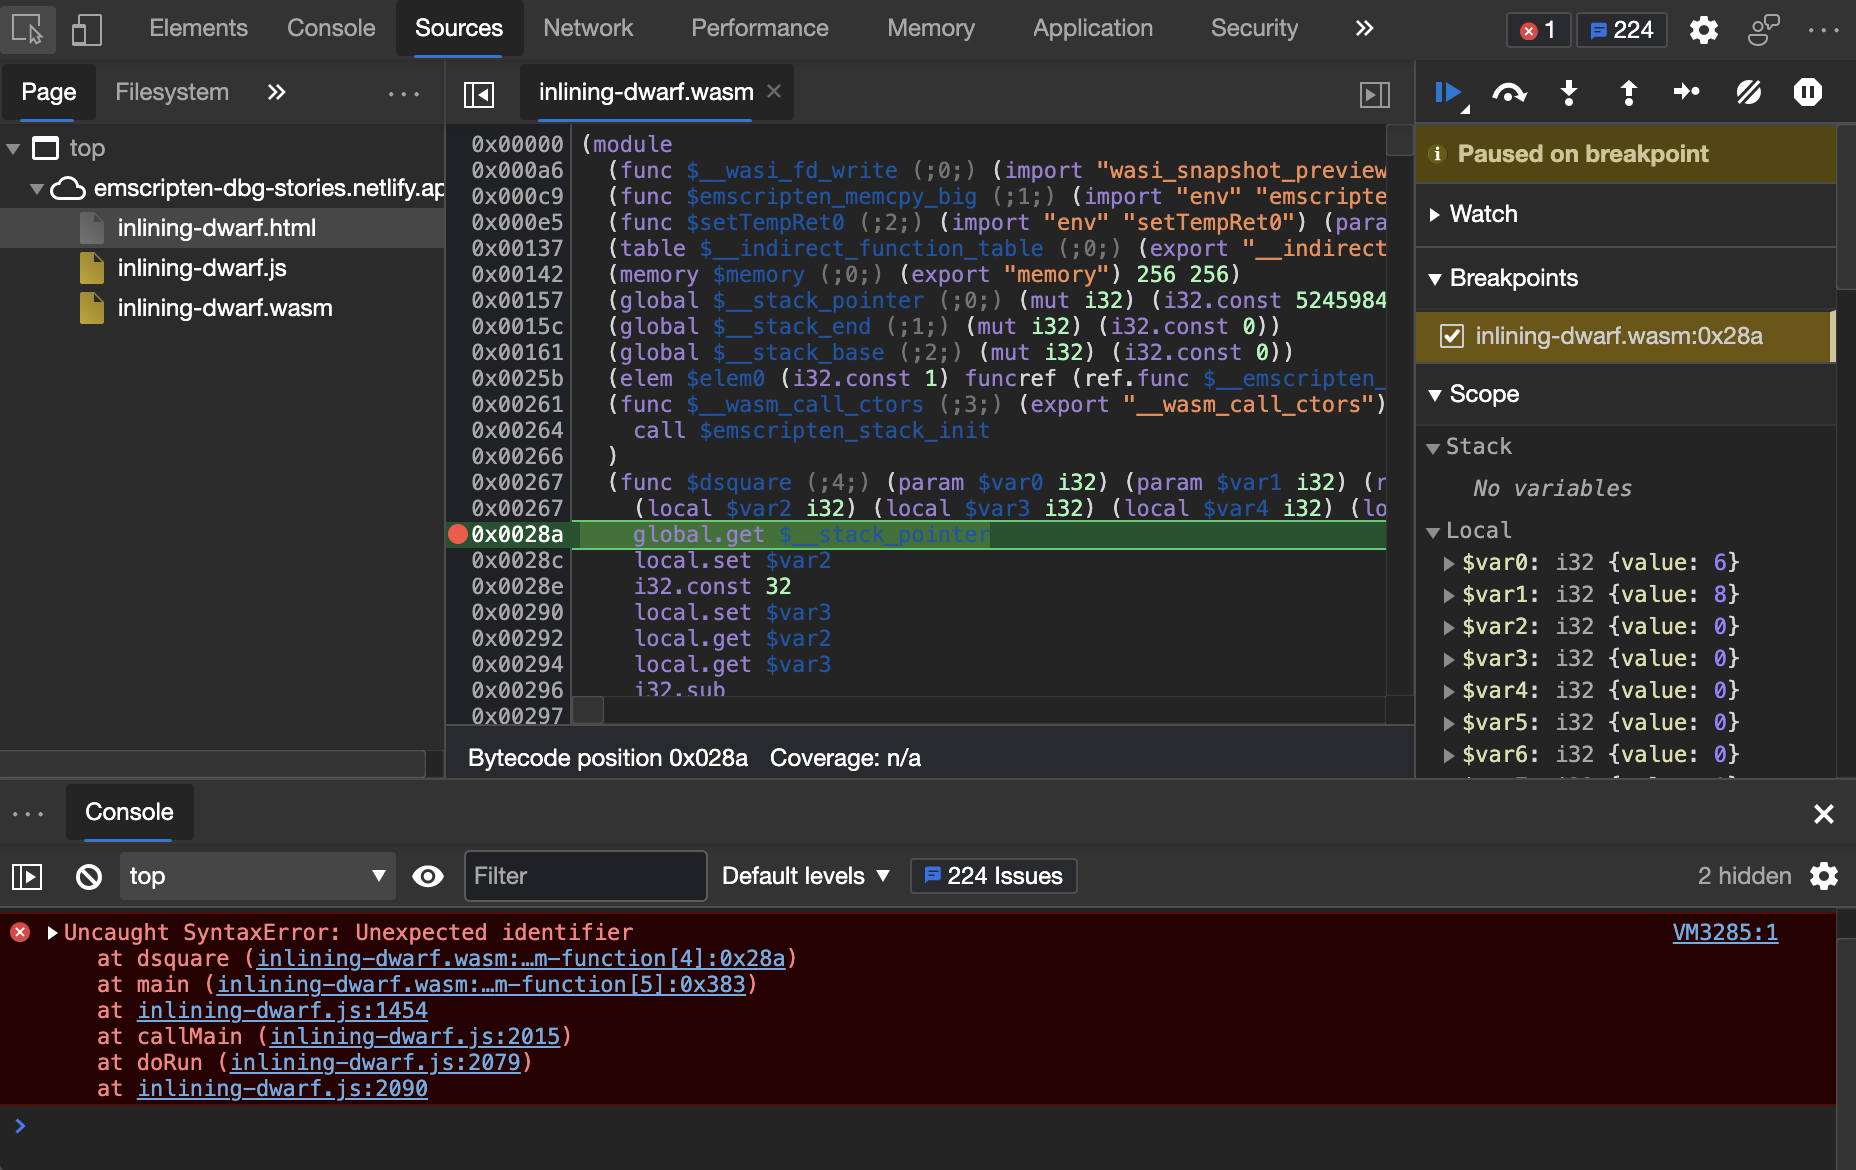 Elements Console Sources Network Performance Memory Application Security 1 224
Page Filesystem
inlining-dwarf.wasm
top
emscripten-dbg-stories.netlify.ap
inlining-dwarf.html
inlining-dwarf.js
inlining-dwarf.wasm
0x00000 (module
0x000a6 (func $__wasi_fd_write (;0;) (import "wasi_snapshot_preview
0x000c9 (func $emscripten_memcpy_big (;1;) (import "env" "emscripte
0x000e5 (func $setTempRet0 (;2;) (import "env" "setTempRet0") (para
0x00137 (table $__indirect_function_table (;0;) (export "__indirect
0x00142 (memory $memory (;0;) (export "memory") 256 256)
0x00157 (global $__stack_pointer (;0;) (mut i32) (i32.const 5245984
0x0015c (global $__stack_end (;1;) (mut i32) (i32.const 0))
0x00161 (global $__stack_base (;2;) (mut i32) (i32.const 0))
0x0025b (elem $elem0 (i32.const 1) funcref (ref.func $__emscripten_
0x00261 (func $__wasm_call_ctors (;3;) (export "__wasm_call_ctors")
0x00264 call $emscripten_stack_init
0x00266 )
0x00267 (func $dsquare (;4;) (param $var0 i32) (param $var1 i32) (r
0x00267 (local $var2 i32) (local $var3 i32) (local $var4 i32) (lo
0x0028a global.get $__stack_pointer
0x0028c local.set $var2
0x0028e i32.const 32
0x00290 local.set $var3
0x00292 local.get $var2
0x00294 local.get $var3
0x00296 i32.sub
0x00297
Bytecode position 0x028a Coverage: n/a
Paused on breakpoint
Watch
Breakpoints
inlining-dwarf.wasm:0x28a
Scope
Stack
No variables
Local
$var0: i32 {value: 6}
$var1: i32 {value: 8}
$var2: i32 {value: 0}
$var3: i32 {value: 0}
$var4: i32 {value: 0}
$var5: i32 {value: 0}
$var6: i32 {value: 0}
Console
top Filter Default levels 224 Issues 2 hidden
Uncaught SyntaxError: Unexpected identifier VM3285:1
at dsquare (inlining-dwarf.wasm:…m-function[4]:0x28a)
at main (inlining-dwarf.wasm:…m-function[5]:0x383)
at inlining-dwarf.js:1454
at callMain (inlining-dwarf.js:2015)
at doRun (inlining-dwarf.js:2079)
at inlining-dwarf.js:2090